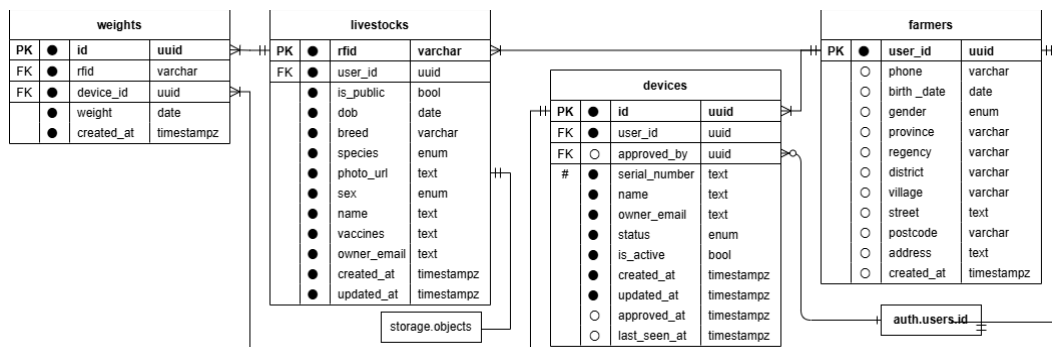 weights
PK id uuid
FK rfid varchar
FK device_id uuid
weight date
created_at timestampz
livestocks
PK rfid varchar
FK user_id uuid
is_public bool
dob date
breed varchar
species enum
photo_url text
sex enum
name text
vaccines text
owner_email text
created_at timestampz
updated_at timestampz
storage.objects
devices
PK id uuid
FK user_id uuid
FK approved_by uuid
# serial_number text
name text
owner_email text
status enum
is_active bool
created_at timestampz
updated_at timestampz
approved_at timestampz
last_seen_at timestampz
farmers
PK user_id uuid
phone varchar
birth _date date
gender enum
province varchar
regency varchar
district varchar
village varchar
street text
postcode varchar
address text
created_at timestampz
auth.users.id